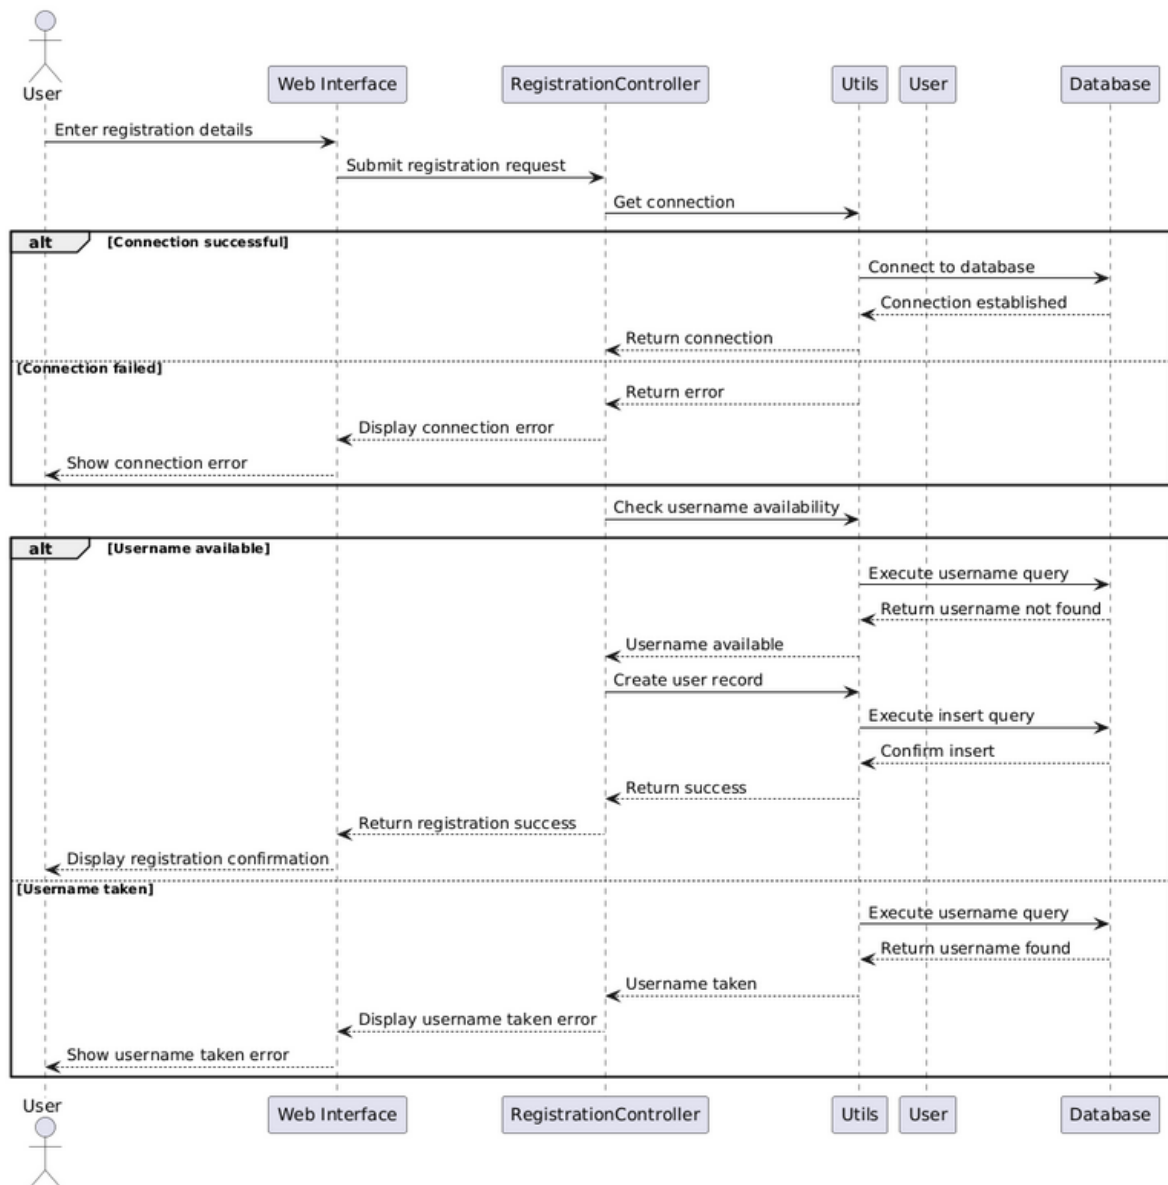 User
Web Interface
RegistrationController
Utils
User
Database
Enter registration details
Submit registration request
Get connection
alt [Connection successful]
Connect to database
Connection established
Return connection
[Connection failed]
Return error
Display connection error
Show connection error
Check username availability
alt [Username available]
Execute username query
Return username not found
Username available
Create user record
Execute insert query
Confirm insert
Return success
Return registration success
Display registration confirmation
[Username taken]
Execute username query
Return username found
Username taken
Display username taken error
Show username taken error
User
Web Interface
RegistrationController
Utils
User
Database